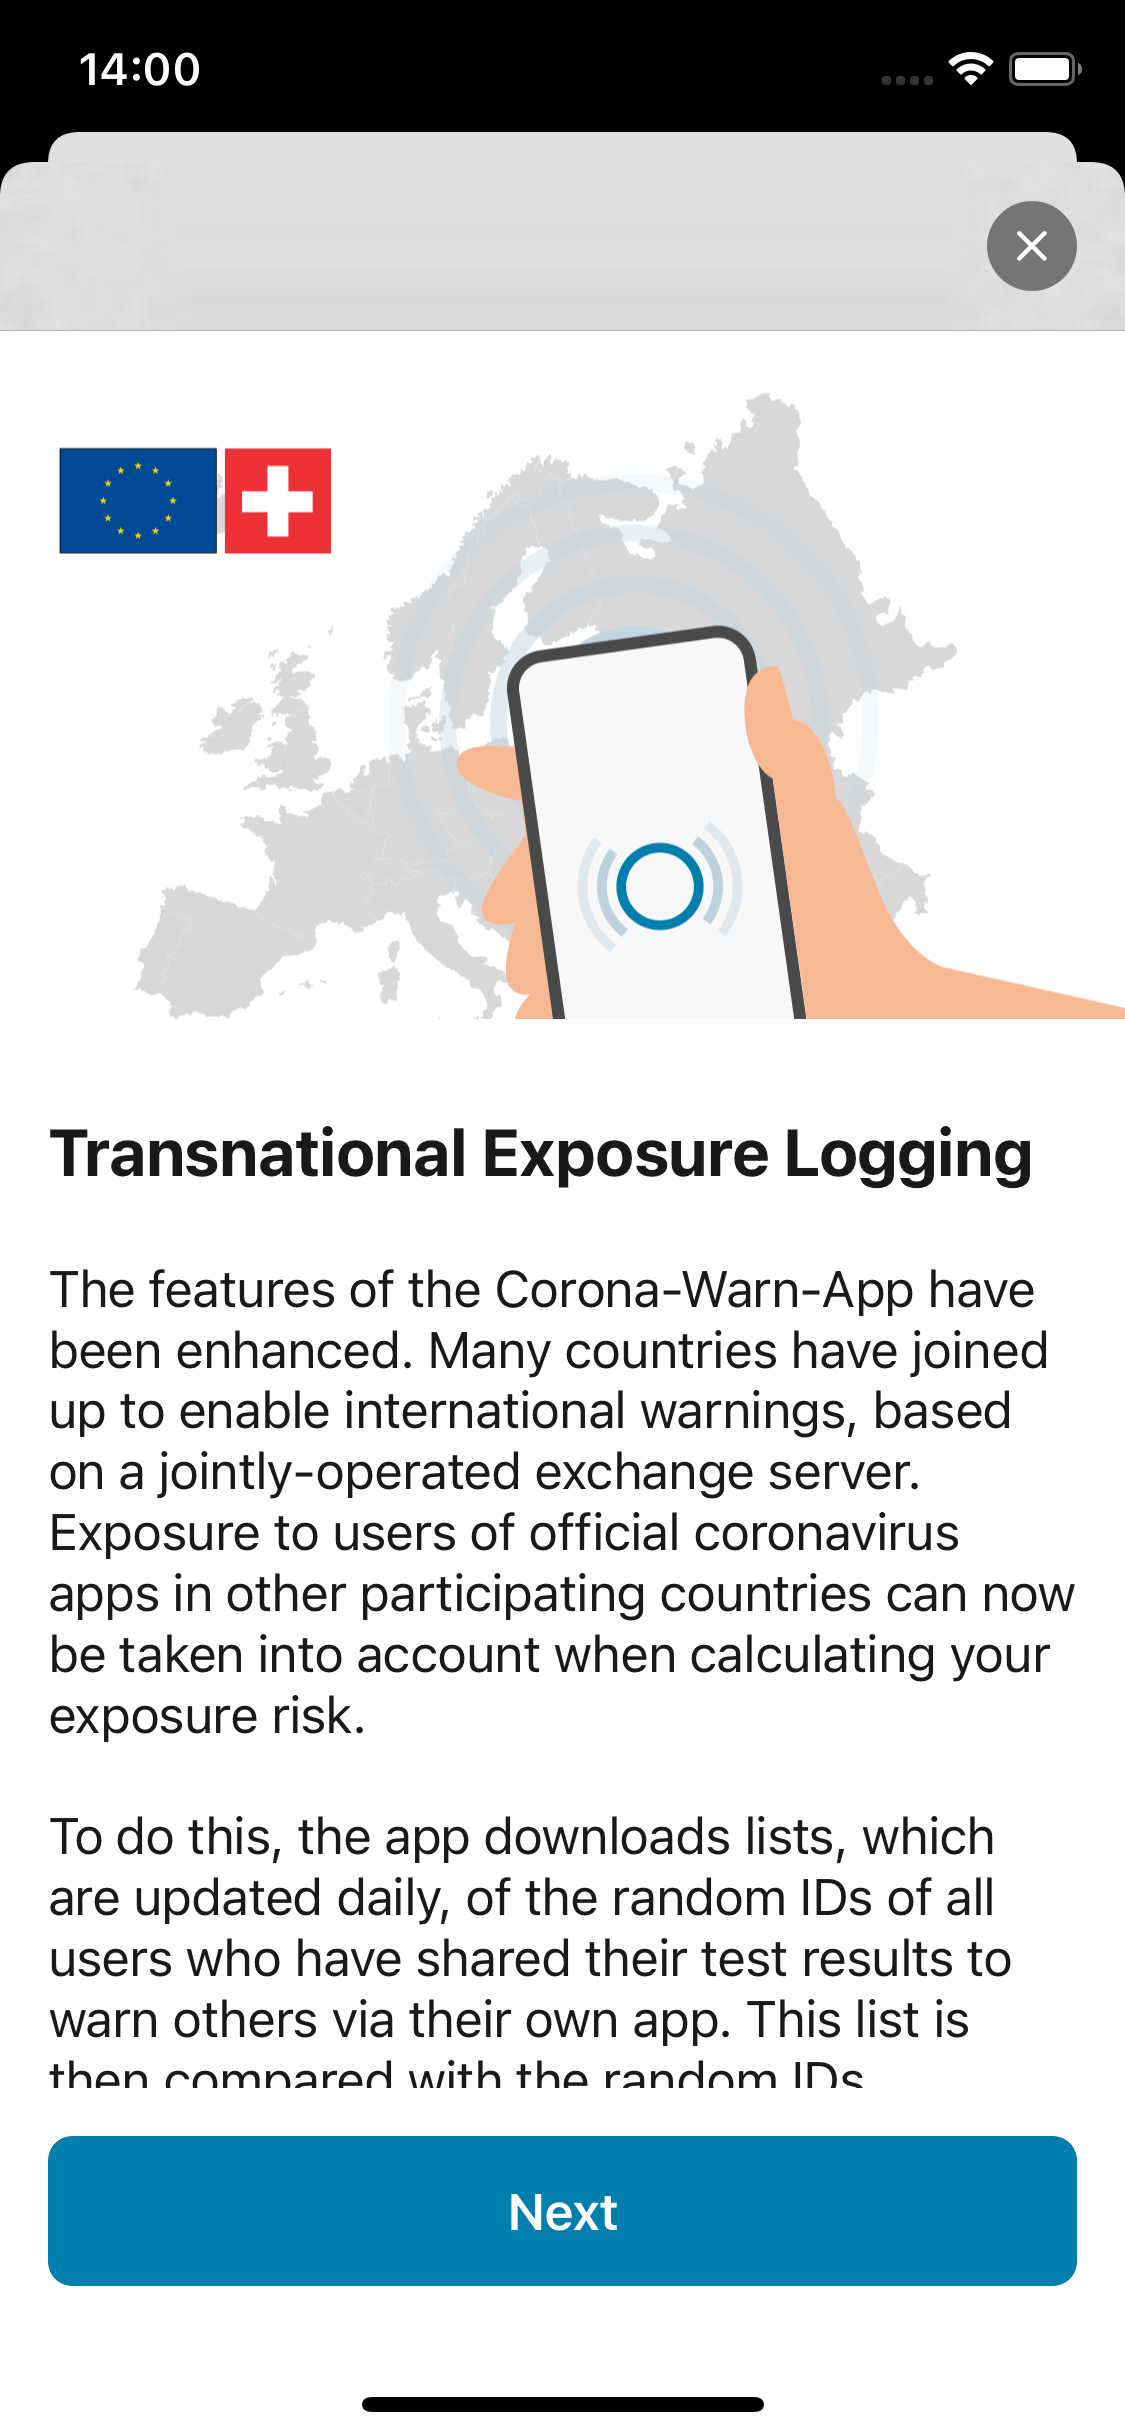 14:00
Transnational Exposure Logging
The features of the Corona-Warn-App have
been enhanced. Many countries have joined
up to enable international warnings, based
on a jointly-operated exchange server.
Exposure to users of official coronavirus
apps in other participating countries can now
be taken into account when calculating your
exposure risk.
To do this, the app downloads lists, which
are updated daily, of the random IDs of all
users who have shared their test results to
warn others via their own app. This list is
then compared with the random IDs
Next